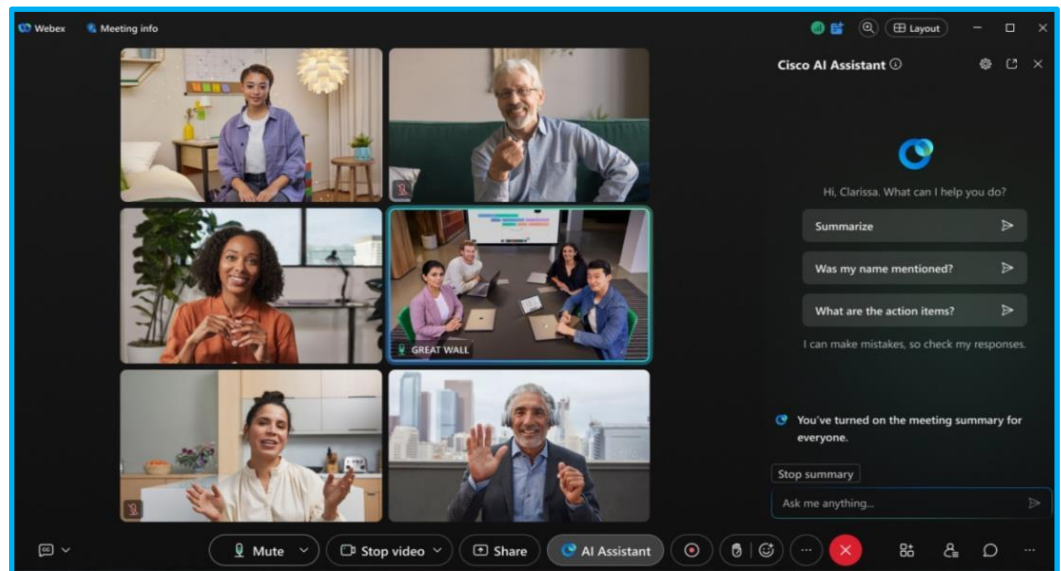 Webex
Meeting info
Layout
Cisco AI Assistant
Hi, Clarissa. What can I help you do?
Summarize
Was my name mentioned?
What are the action items?
I can make mistakes, so check my responses.
GREAT WALL
You've turned on the meeting summary for
everyone.
Stop summary
Ask me anything...
CC
Mute
Stop video
Share
AI Assistant